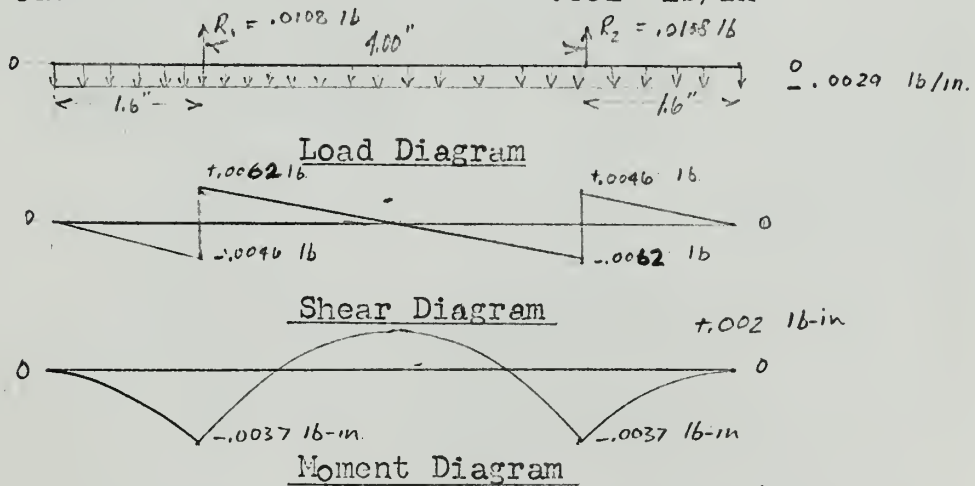 R₁ = .0108 lb
4.00"
R₂ = .0158 lb
0
0
1.6"
1.6"
-.0029 lb/in.
Load Diagram
+.0062 lb
+.0046 lb
0
0
-.0046 lb
-.0062 lb
Shear Diagram
+.002 lb-in
0
0
-.0037 lb-in
-.0037 lb-in
Moment Diagram